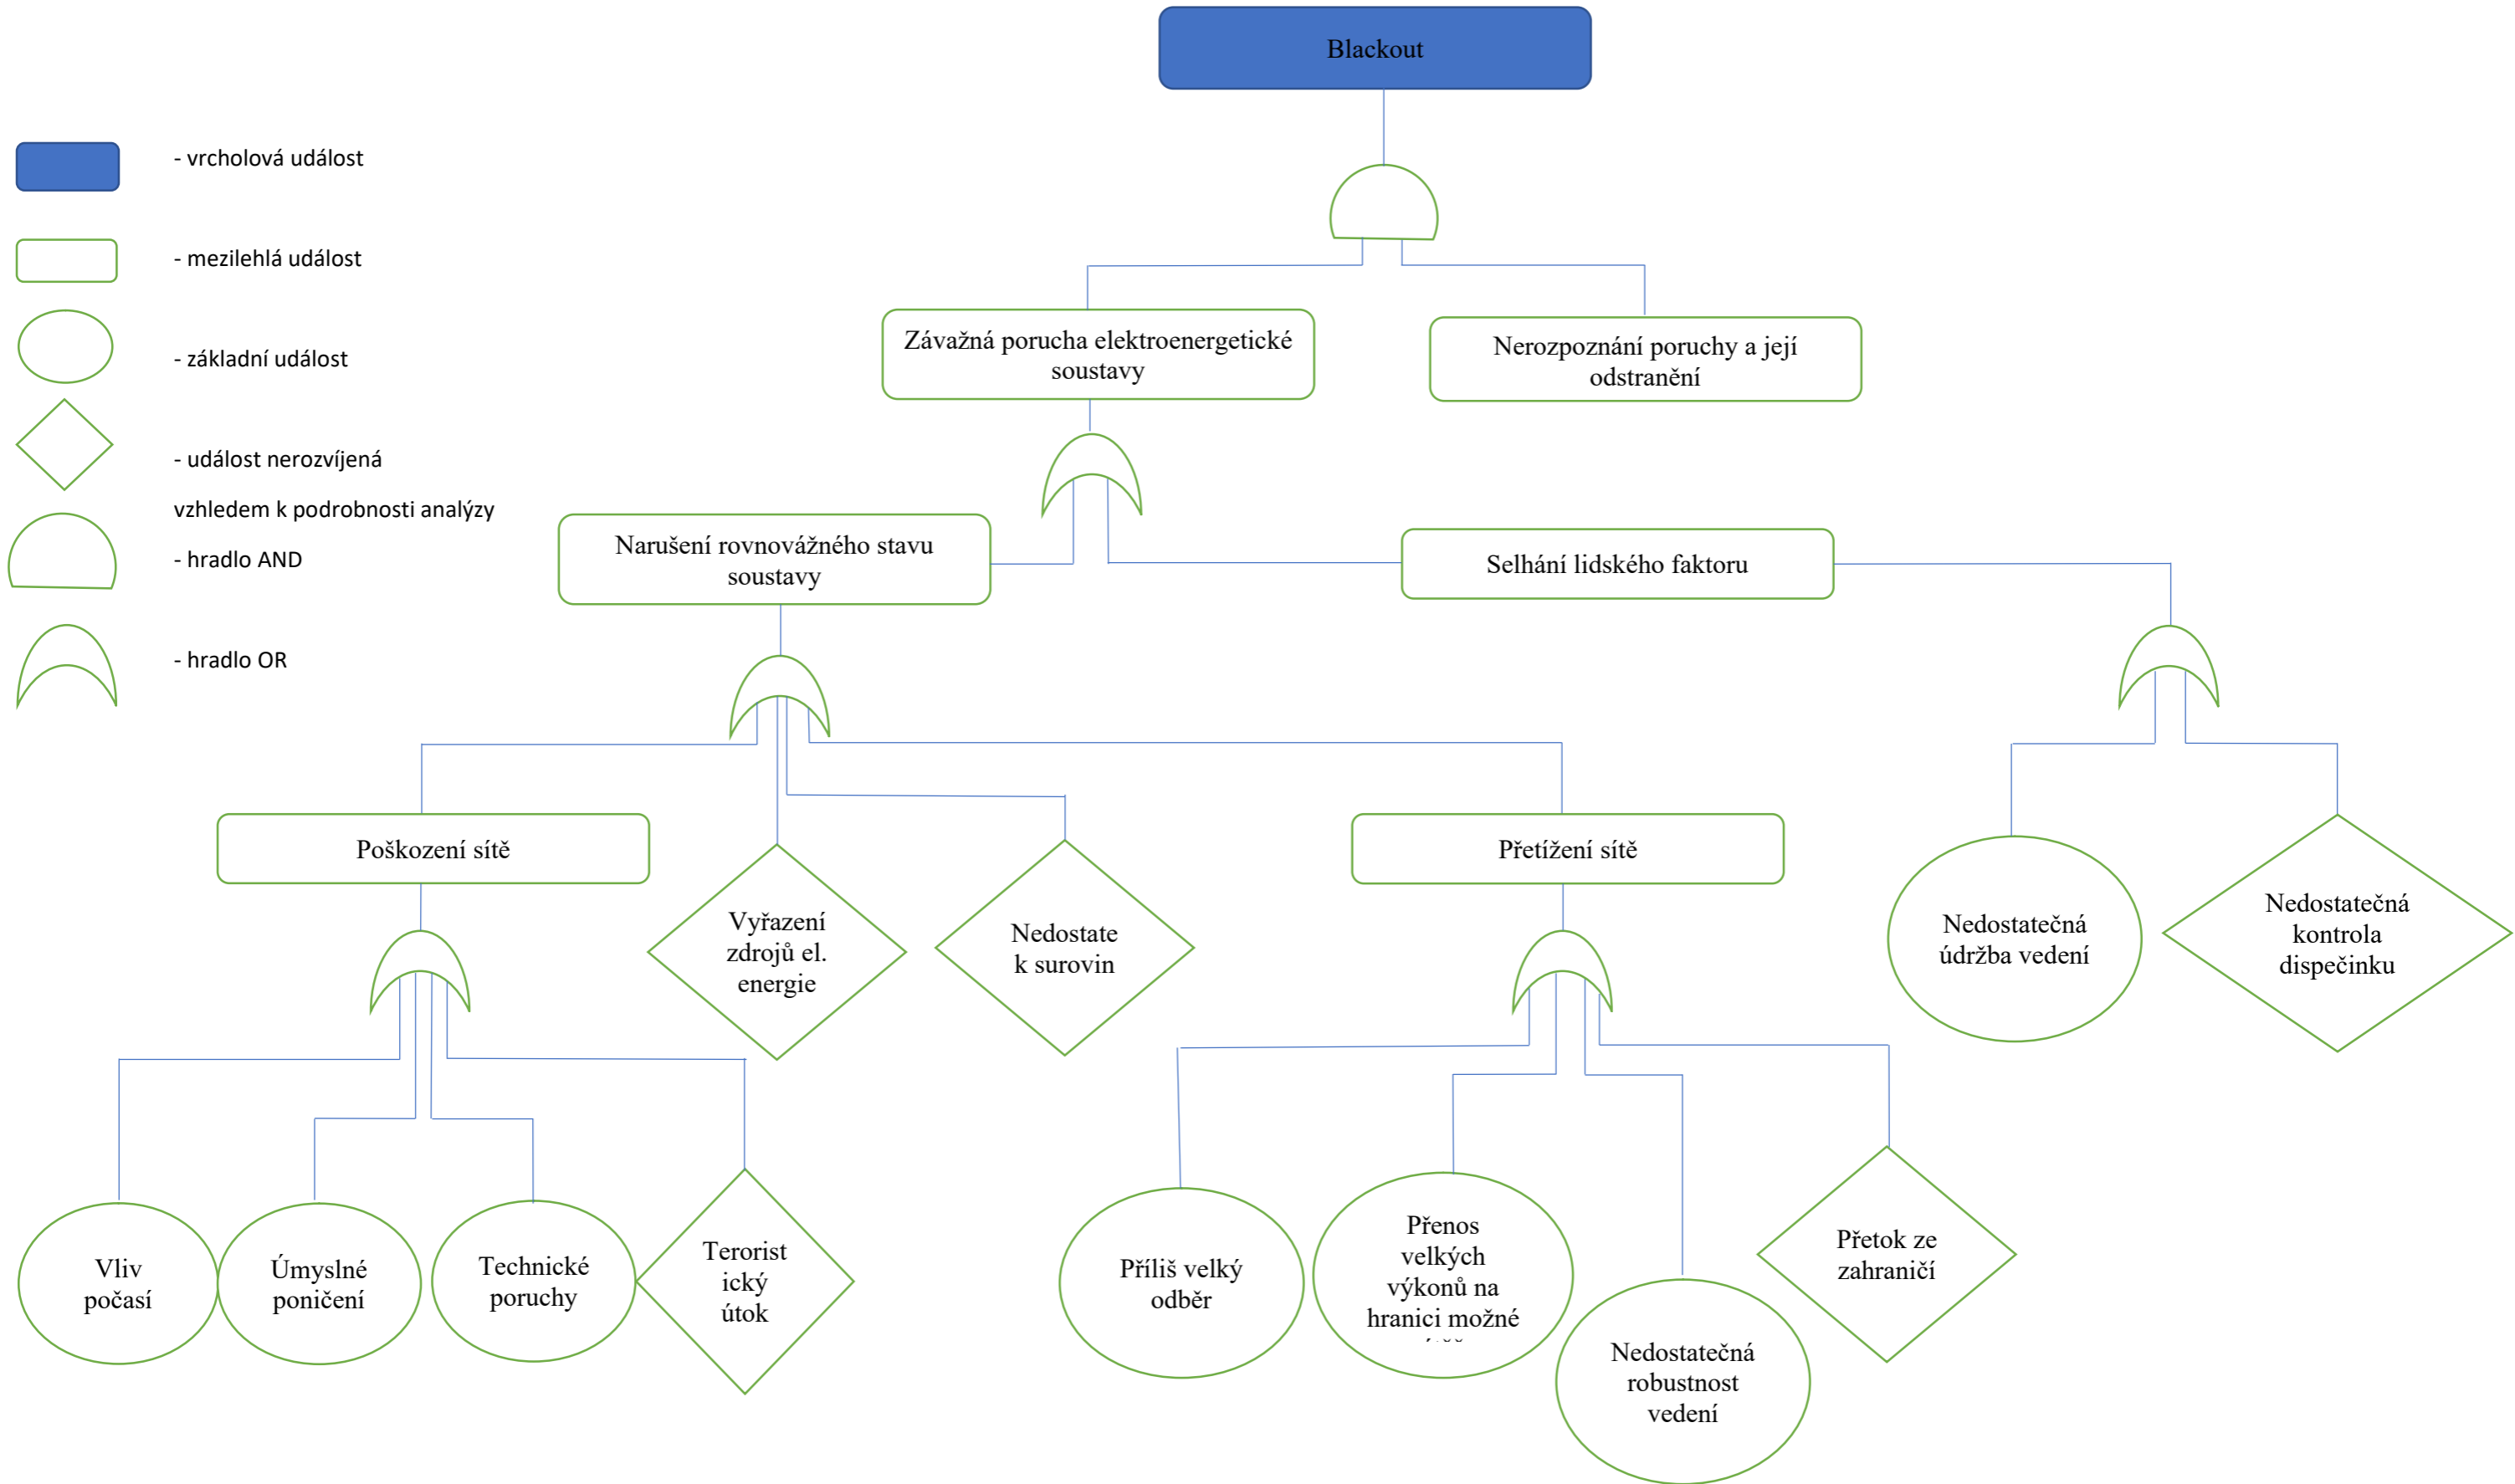 Blackout
- vrcholová událost
- mezilehlá událost
- základní událost
- událost nerozvíjená
vzhledem k podrobnosti analýzy
- hradlo AND
- hradlo OR
Závažná porucha elektroenergetické
soustavy
Nerozpoznání poruchy a její
odstranění
Narušení rovnovážného stavu
soustavy
Selhání lidského faktoru
Poškození sítě
Vyřazení
zdrojů el.
energie
Nedostate
k surovin
Přetížení sítě
Nedostatečná
údržba vedení
Nedostatečná
kontrola
dispečinku
Vliv
počasí
Úmyslné
poničení
Technické
poruchy
Terorist
ický
útok
Příliš velký
odběr
Přenos
velkých
výkonů na
hranici možné
Nedostatečná
robustnost
vedení
Přetok ze
zahraničí